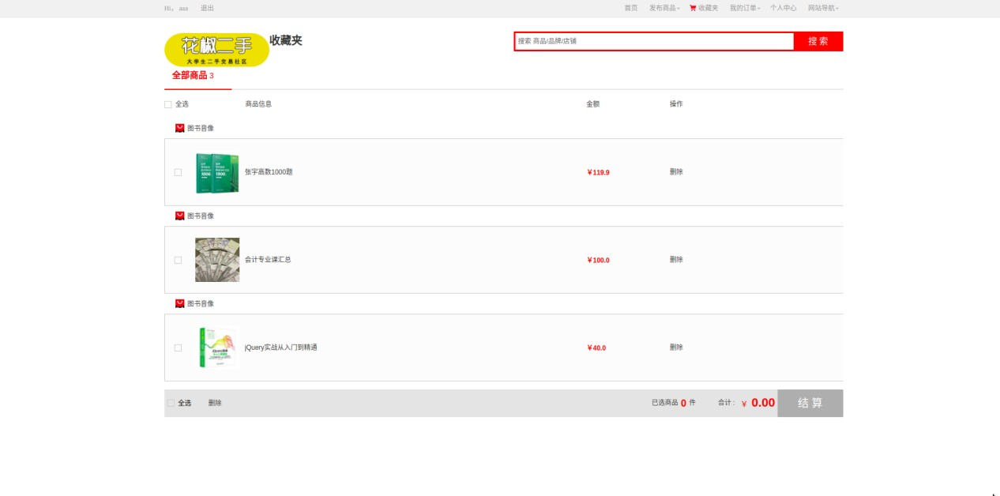 Hi, aaa 退出 首页 发布商品 收藏夹 我的订单 个人中心 网站导航
花椒二手
大学生二手交易社区
收藏夹
搜索 商品/品牌/店铺 搜 索
全部商品 3
全选 商品信息 金额 操作
图书音像
张宇高数1000题 ¥119.9 删除
图书音像
会计专业课汇总 ¥100.0 删除
图书音像
jQuery实战从入门到精通 ¥40.0 删除
全选 删除 已选商品 0 件 合计 : ¥ 0.00 结 算